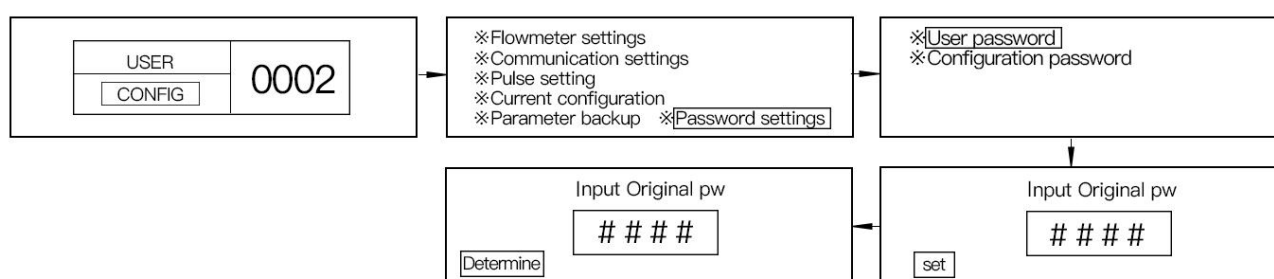 USER
CONFIG
0002
※Flowmeter settings
※Communication settings
※Pulse setting
※Current configuration
※Parameter backup ※Password settings
※User password
※Configuration password
Input Original pw
####
set
Input Original pw
####
Determine